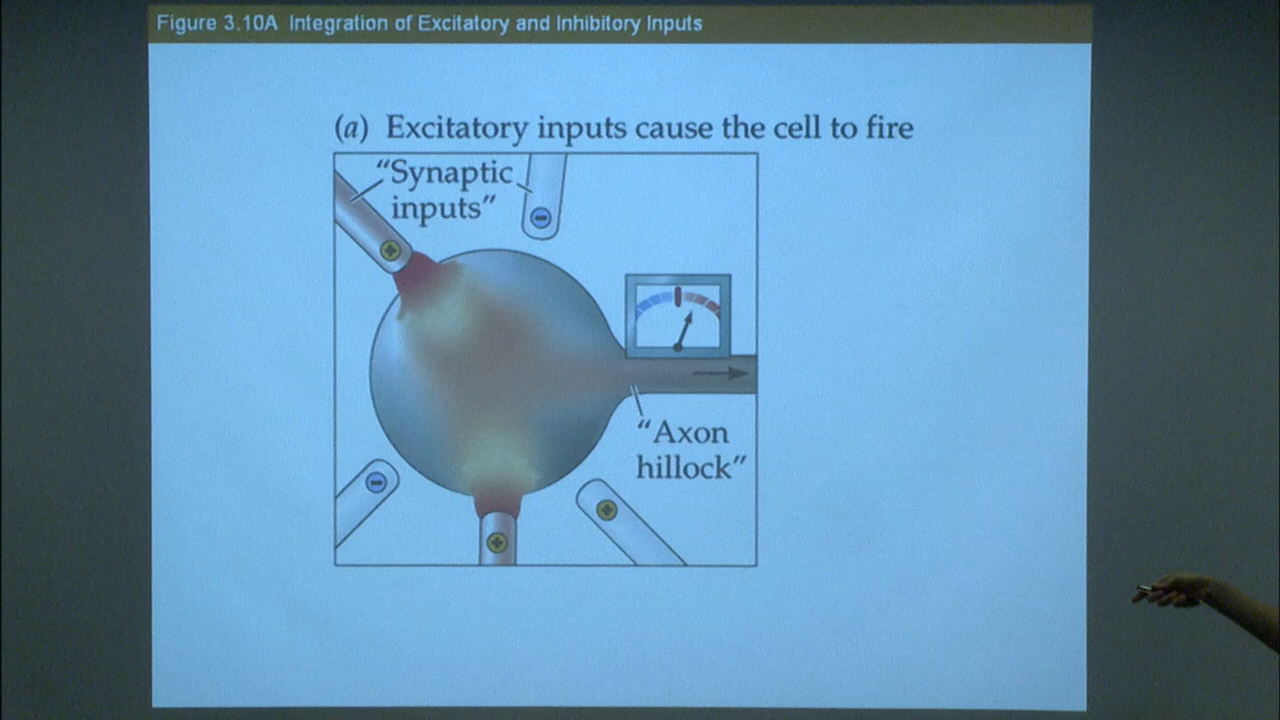 Figure 3.10A Integration of Excitatory and Inhibitory Inputs
(a) Excitatory inputs cause the cell to fire
“Synaptic
inputs”
“Axon
hillock”